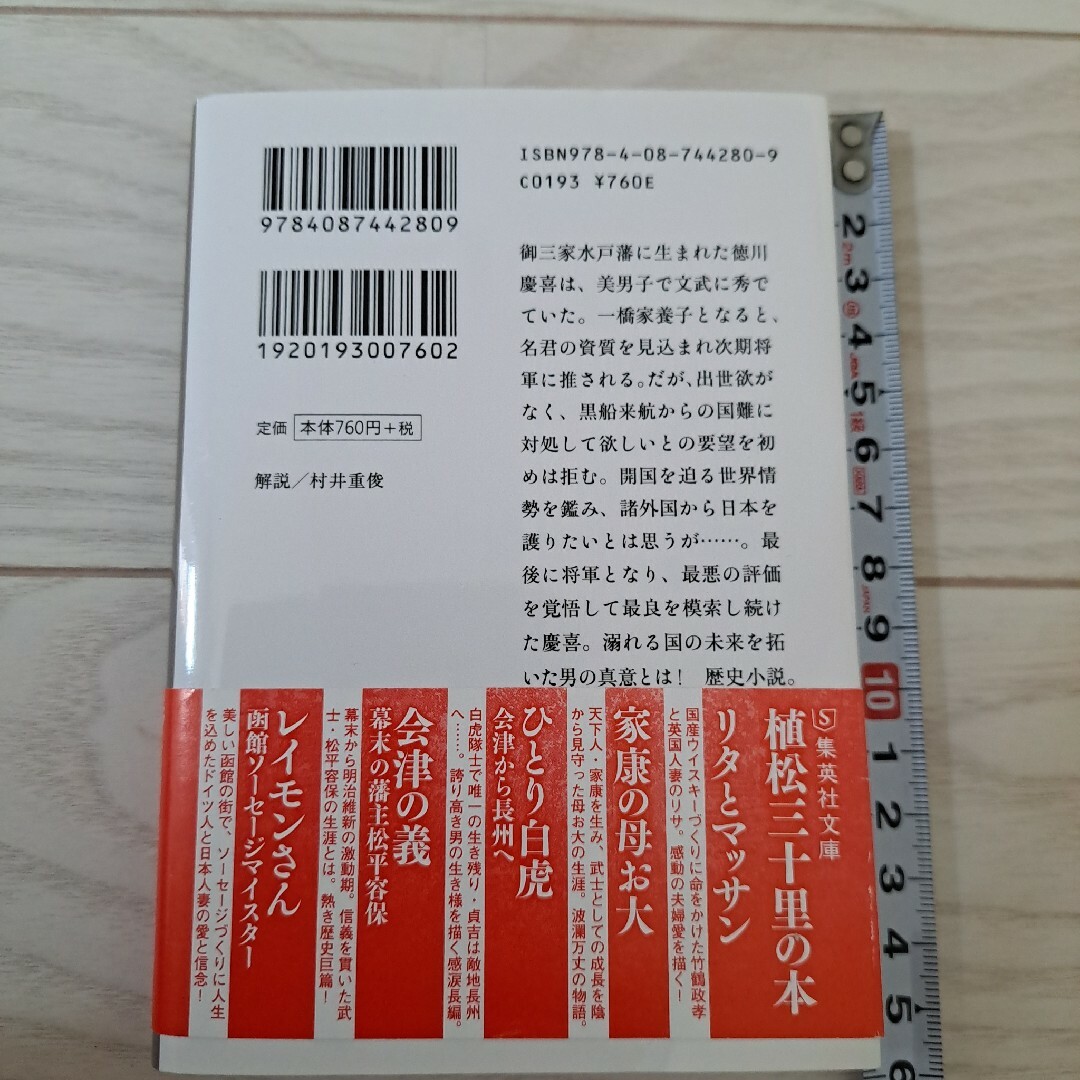 ISBN978-4-08-744280-9
C0193 ¥760E
9784087442809
1920193007602
定価 本体760円+税
解説/村井重俊
御三家水戸藩に生まれた徳川
慶喜は、美男子で文武に秀で
ていた。一橋家養子となると、
名君の資質を見込まれ次期将
軍に推される。だが、出世欲が
なく、黒船来航からの国難に
対処して欲しいとの要望を初
めは拒む。開国を迫る世界情
勢を鑑み、諸外国から日本を
護りたいとは思うが……。最
後に将軍となり、最悪の評価
を覚悟して最良を模索し続け
た慶喜。溺れる国の未来を拓
いた男の真意とは! 歴史小説。
S集英社文庫
植松三十里の本
リタとマッサン
国産ウイスキーづくりに命をかけた竹鶴政孝
と英国人妻のリサ。感動の夫婦愛を描く!
家康の母お大
天下人・家康を生み、武士としての成長を陰
から見守った母お大の生涯。波瀾万丈の物語。
ひとり白虎
会津から長州へ
白虎隊士で唯一の生き残り・貞吉は敵地長州
へ……。誇り高き男の生き様を描く感涙長編。
会津の義
幕末の藩主松平容保
幕末から明治維新の激動期。信義を貫いた武
士・松平容保の生涯とは。熱き歴史巨篇!
レイモンさん
函館ソーセージマイスター
美しい函館の街で、ソーセージづくりに人生
を込めたドイツ人と日本人妻の愛と信念!
2
2m
3
4
5
1級
6
7
8
JAPAN
9
10
1
2
3
4
5
6